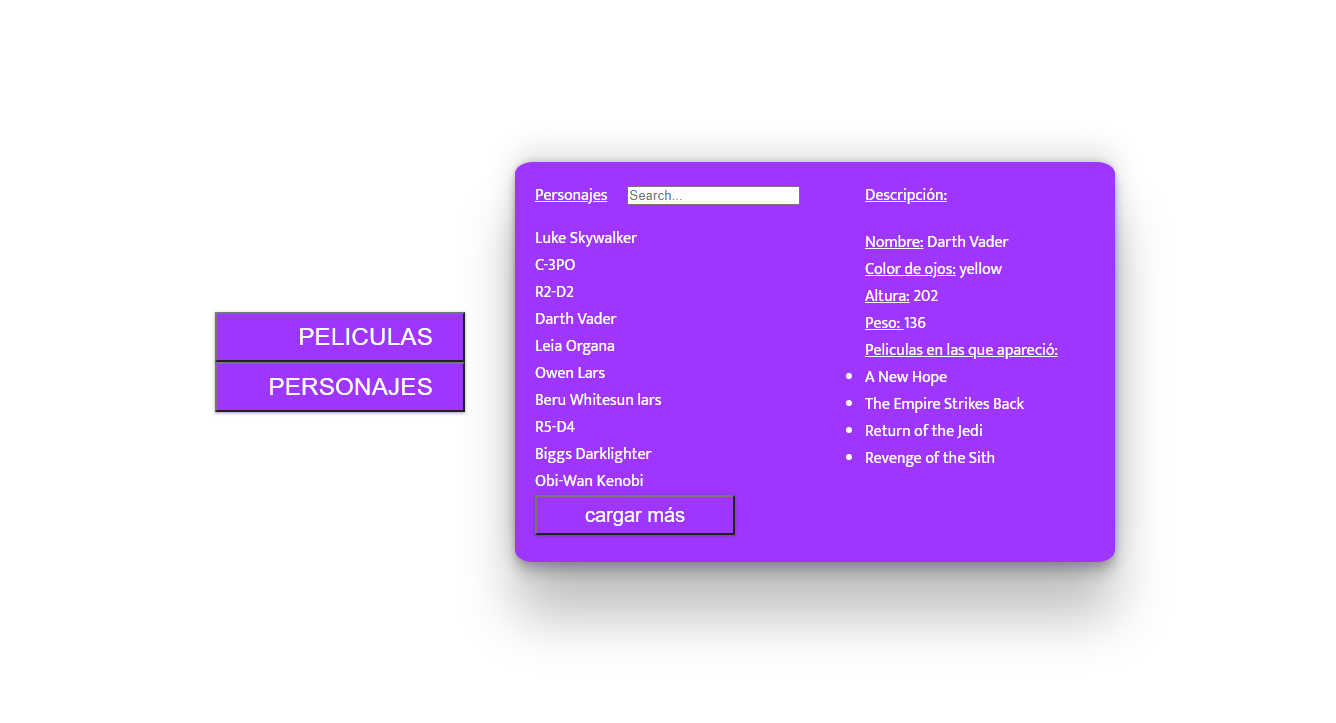 PELICULAS
PERSONAJES
Personajes
Search...
Luke Skywalker
C-3PO
R2-D2
Darth Vader
Leia Organa
Owen Lars
Beru Whitesun lars
R5-D4
Biggs Darklighter
Obi-Wan Kenobi
cargar más
Descripción:
Nombre: Darth Vader
Color de ojos: yellow
Altura: 202
Peso: 136
Peliculas en las que apareció:
A New Hope
The Empire Strikes Back
Return of the Jedi
Revenge of the Sith